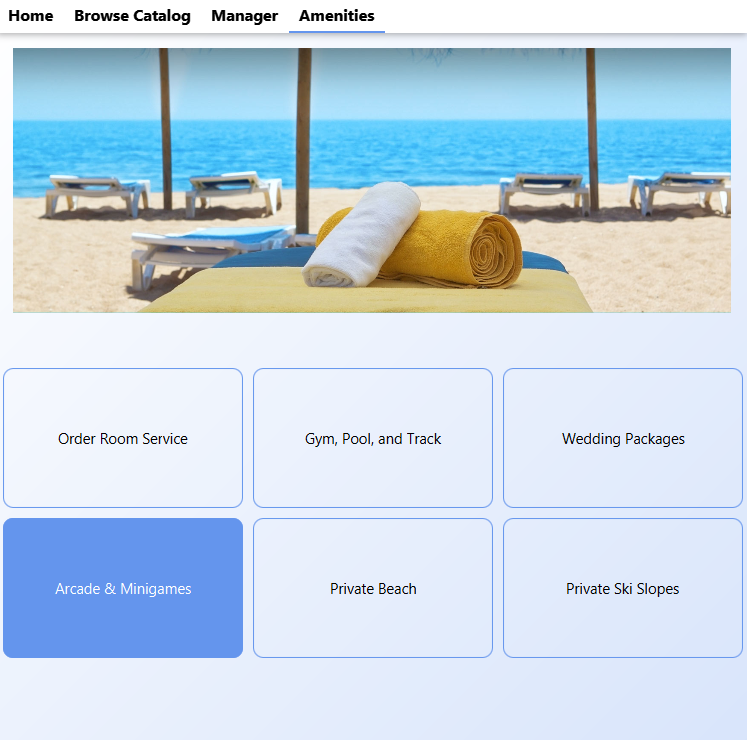 Home Browse Catalog Manager Amenities
Order Room Service Gym, Pool, and Track Wedding Packages
Arcade & Minigames Private Beach Private Ski Slopes